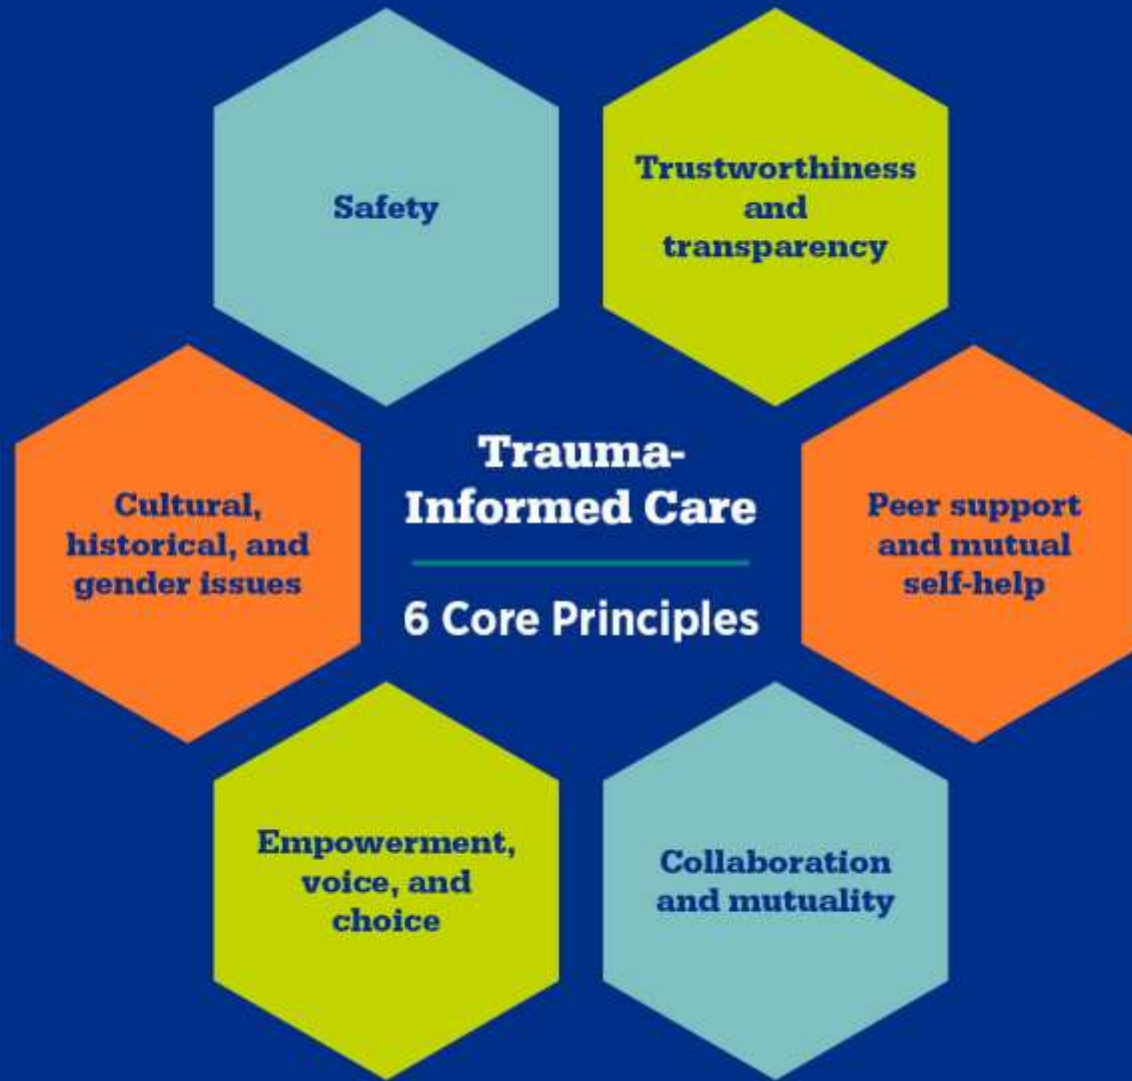 Safety
Trustworthiness
and
transparency
Cultural,
historical, and
gender issues
Trauma-
Informed Care
6 Core Principles
Peer support
and mutual
self-help
Empowerment,
voice, and
choice
Collaboration
and mutuality